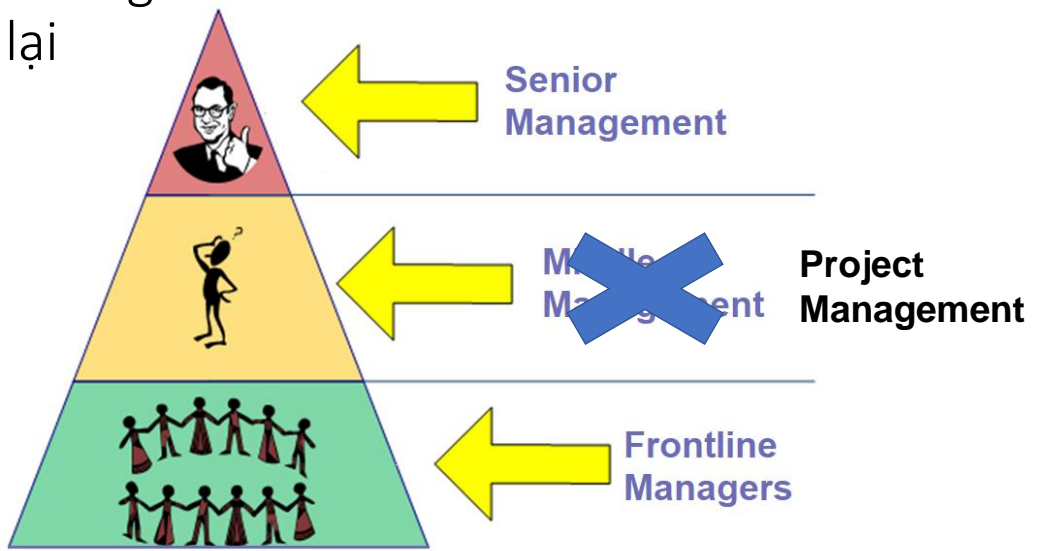 lại
Senior
Management
Project
Management
Frontline
Managers
?